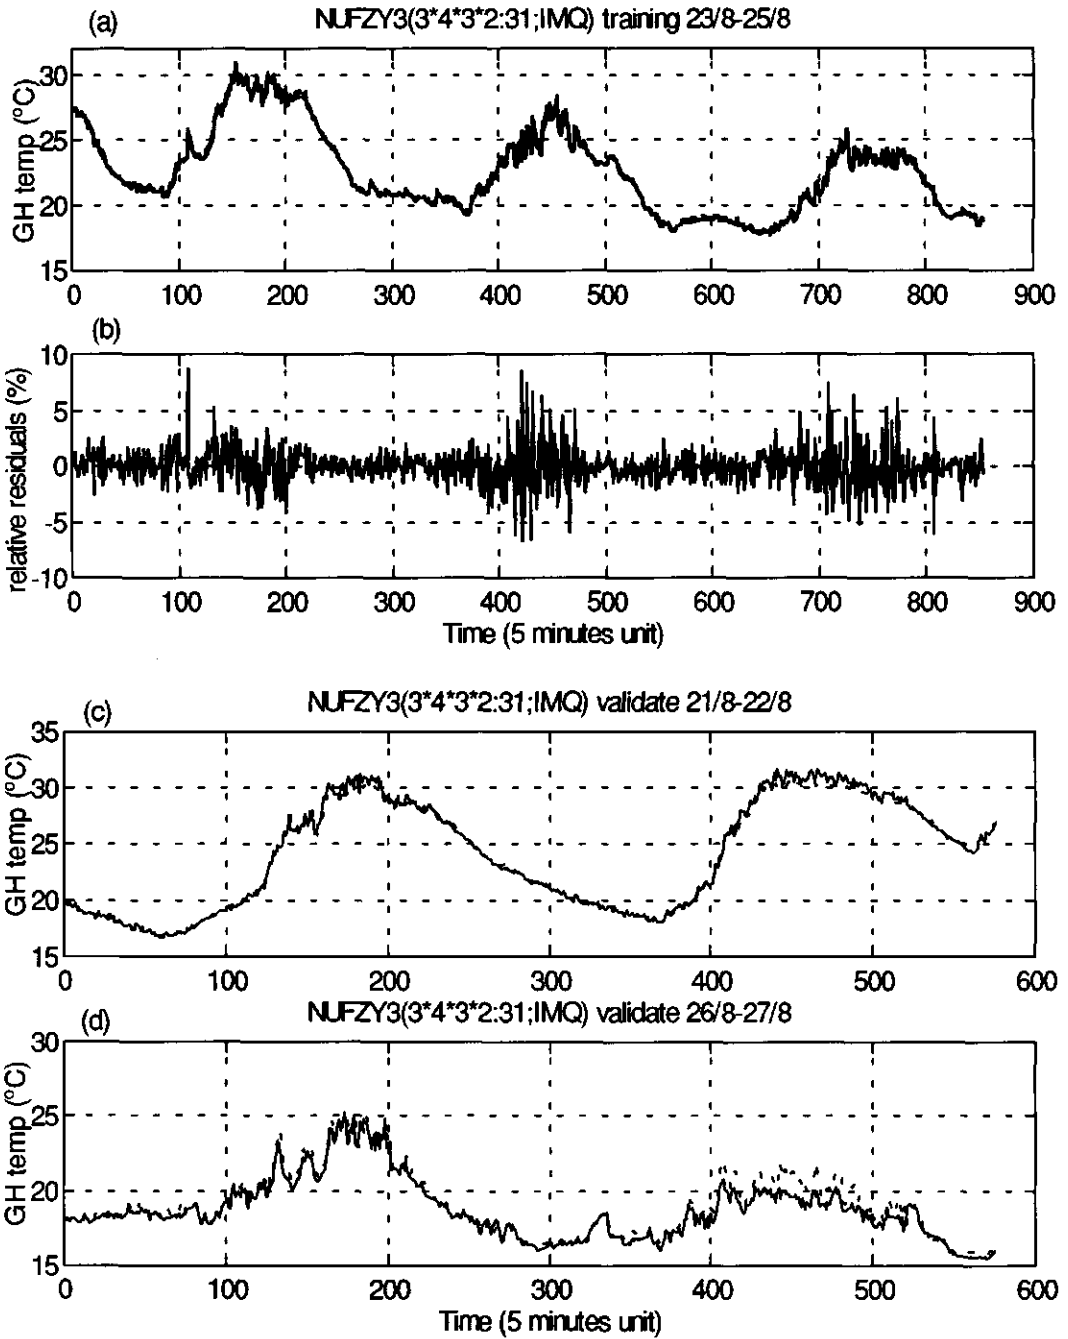 (a)
NUFZY3(3*4*3*2:31;IMQ) training 23/8-25/8
GH temp (°C)
30
25
20
15
0 100 200 300 400 500 600 700 800 900
(b)
relative residuals (%)
10
5
0
-5
-10
0 100 200 300 400 500 600 700 800 900
Time (5 minutes unit)
(c)
NUFZY3(3*4*3*2:31;IMQ) validate 21/8-22/8
GH temp (°C)
35
30
25
20
15
0 100 200 300 400 500 600
(d)
NUFZY3(3*4*3*2:31;IMQ) validate 26/8-27/8
GH temp (°C)
30
25
20
15
0 100 200 300 400 500 600
Time (5 minutes unit)